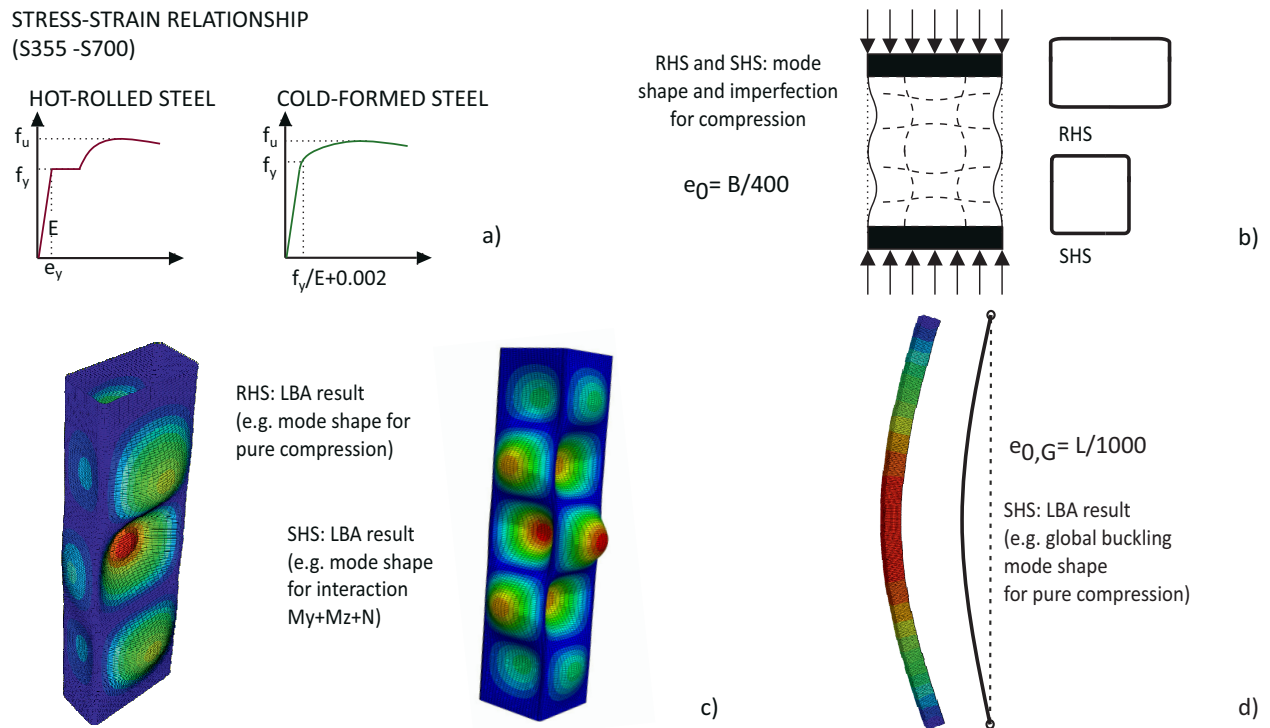 STRESS-STRAIN RELATIONSHIP
(S355 -S700)
HOT-ROLLED STEEL
fu
fy
E
ey
COLD-FORMED STEEL
fu
fy
fy/E+0.002
a)
RHS and SHS: mode
shape and imperfection
for compression
e0= B/400
RHS
SHS
b)
RHS: LBA result
(e.g. mode shape for
pure compression)
SHS: LBA result
(e.g. mode shape
for interaction
My+Mz+N)
c)
e0,G= L/1000
SHS: LBA result
(e.g. global buckling
mode shape
for pure compression)
d)